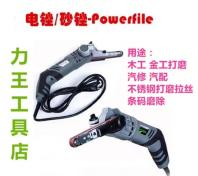 电锉/砂锉-Powerfile
力王工具店
用途：
木工 金工打磨
汽修 汽配
不锈钢打磨拉丝
条码磨除